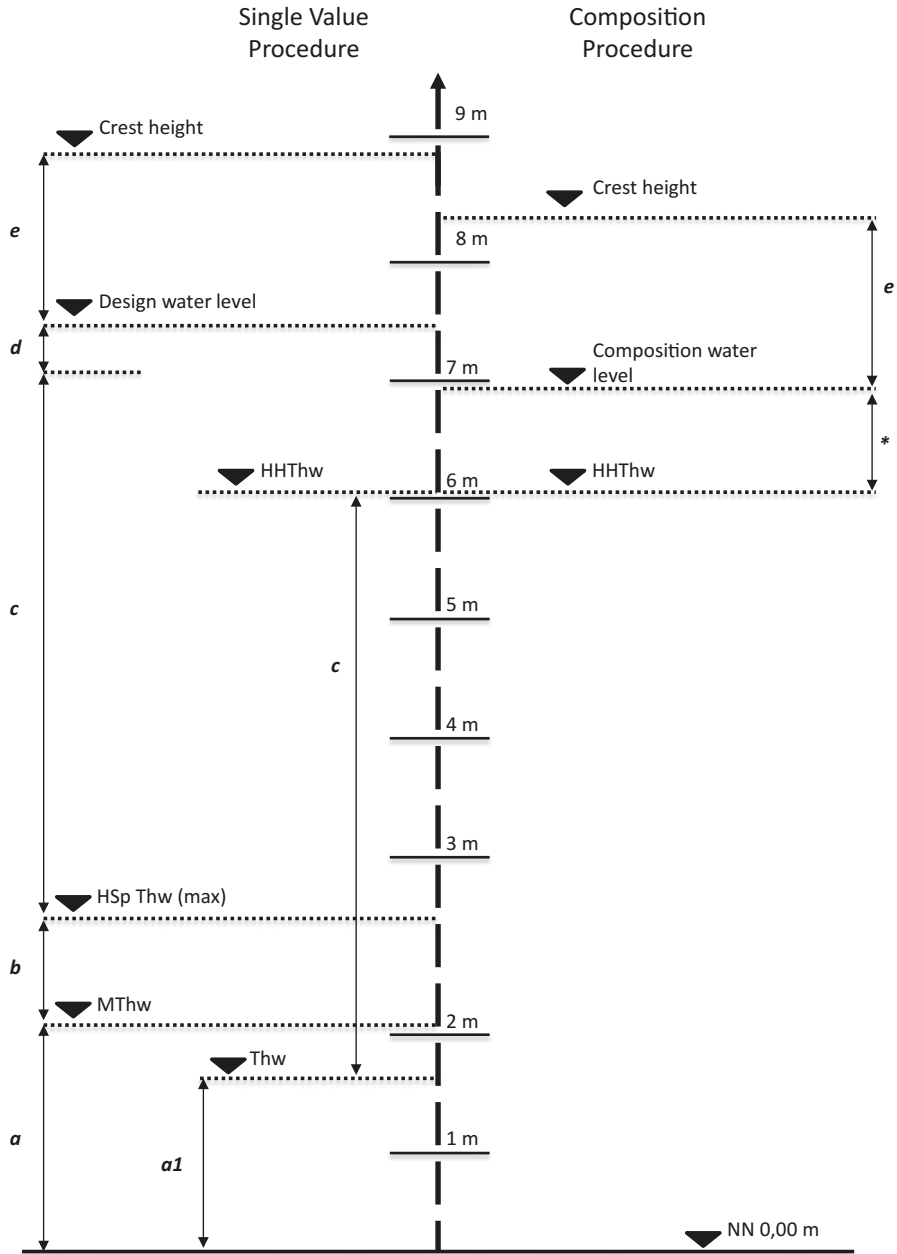 Single Value
Procedure
Composition
Procedure
9 m
Crest height
Crest height
e
8 m
e
Design water level
d
7 m
Composition water
level
*
HHThw
6 m
HHThw
c
5 m
c
4 m
3 m
HSp Thw (max)
b
MThw
2 m
Thw
a
1 m
a1
NN 0,00 m